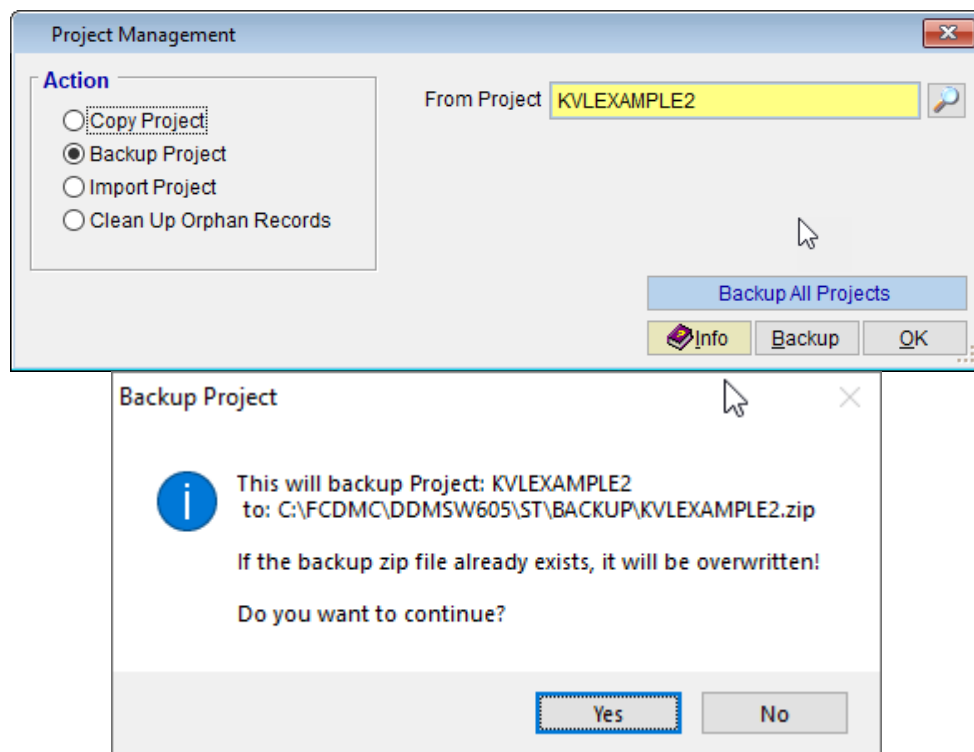 Project Management
Action
Copy Project
Backup Project
Import Project
Clean Up Orphan Records
From Project KVLEXAMPLE2
Backup All Projects
Info Backup OK
Backup Project
This will backup Project: KVLEXAMPLE2
to: C:\FCDMC\DDMSW605\ST\BACKUP\KVLEXAMPLE2.zip
If the backup zip file already exists, it will be overwritten!
Do you want to continue?
Yes No